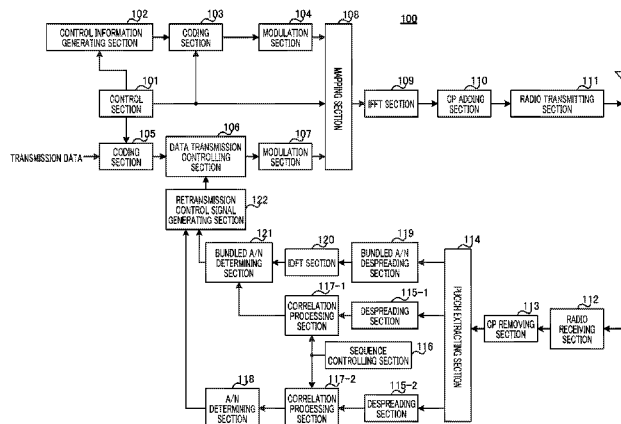 100
102
CONTROL INFORMATION
GENERATING SECTION
103
CODING
SECTION
104
MODULATION
SECTION
108
MAPPING SECTION
101
CONTROL
SECTION
109
IFFT SECTION
110
CP ADDING
SECTION
111
RADIO TRANSMITTING
SECTION
TRANSMISSION DATA
105
CODING
SECTION
106
DATA TRANSMISSION
CONTROLLING
SECTION
107
MODULATION
SECTION
RETRANSMISSION
CONTROL SIGNAL
GENERATING SECTION
122
121
BUNDLED A/N
DETERMINING
SECTION
120
IDFT SECTION
119
BUNDLED A/N
DESPREADING
SECTION
114
PUCCH EXTRACTING SECTION
117-1
CORRELATION
PROCESSING
SECTION
115-1
DESPREADING
SECTION
113
CP REMOVING
SECTION
112
RADIO
RECEIVING
SECTION
SEQUENCE
CONTROLLING SECTION
116
118
A/N
DETERMINING
SECTION
117-2
CORRELATION
PROCESSING
SECTION
115-2
DESPREADING
SECTION